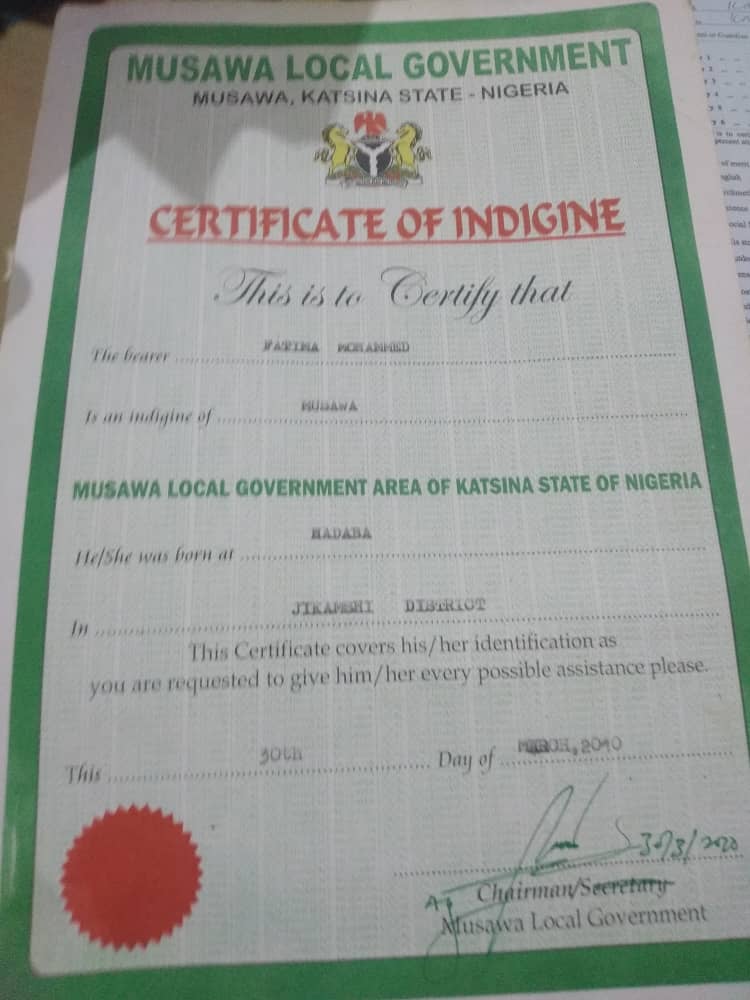 MUSAWA LOCAL GOVERNMENT
MUSAWA, KATSINA STATE - NIGERIA
CERTIFICATE OF INDIGINE
This is to Certify that
The bearer FATIMA MOHAMMED
Is an indigine of MUSAWA
MUSAWA LOCAL GOVERNMENT AREA OF KATSINA STATE OF NIGERIA
He/She was born at HADABA
In JIKAMSHI DISTRICT
This Certificate covers his/her identification as
you are requested to give him/her every possible assistance please.
This 30th Day of MARCH, 2020
30/3/2020
Chairman/Secretary
Musawa Local Government